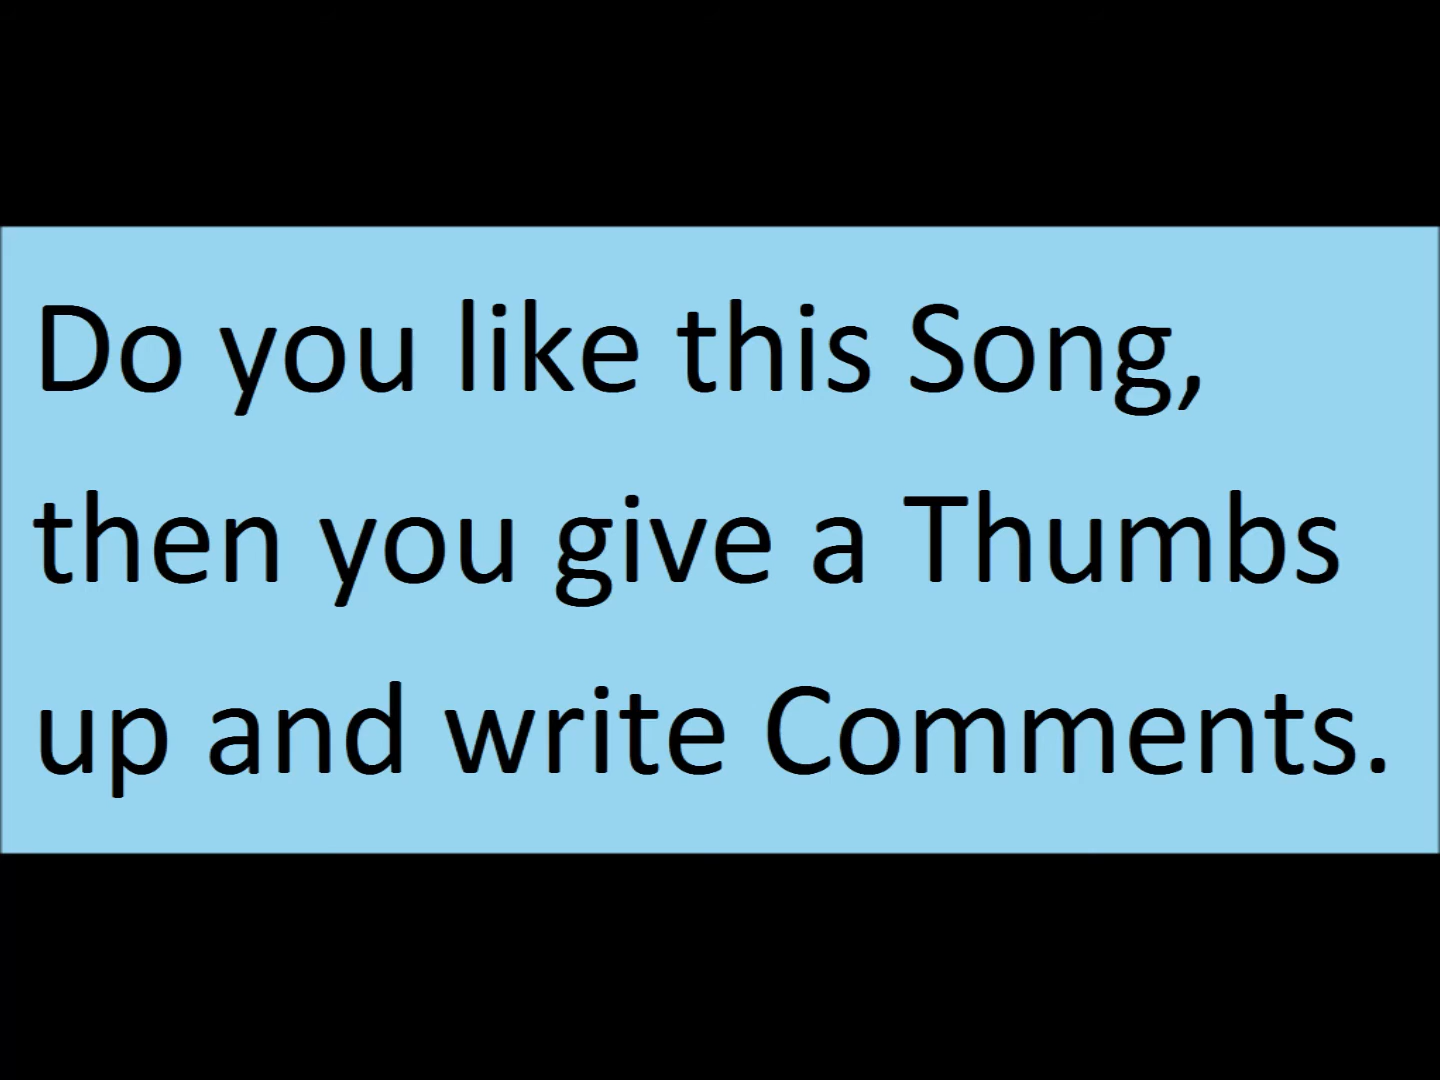 Do you like this Song,
then you give a Thumbs
up and write Comments.